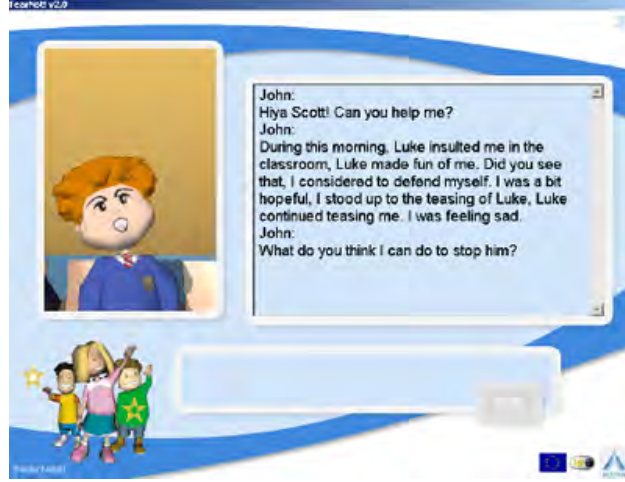 FearNot! v2.0
John:
Hiya Scott! Can you help me?
John:
During this morning, Luke insulted me in the
classroom, Luke made fun of me. Did you see
that, I considered to defend myself. I was a bit
hopeful, I stood up to the teasing of Luke, Luke
continued teasing me. I was feeling sad.
John:
What do you think I can do to stop him?